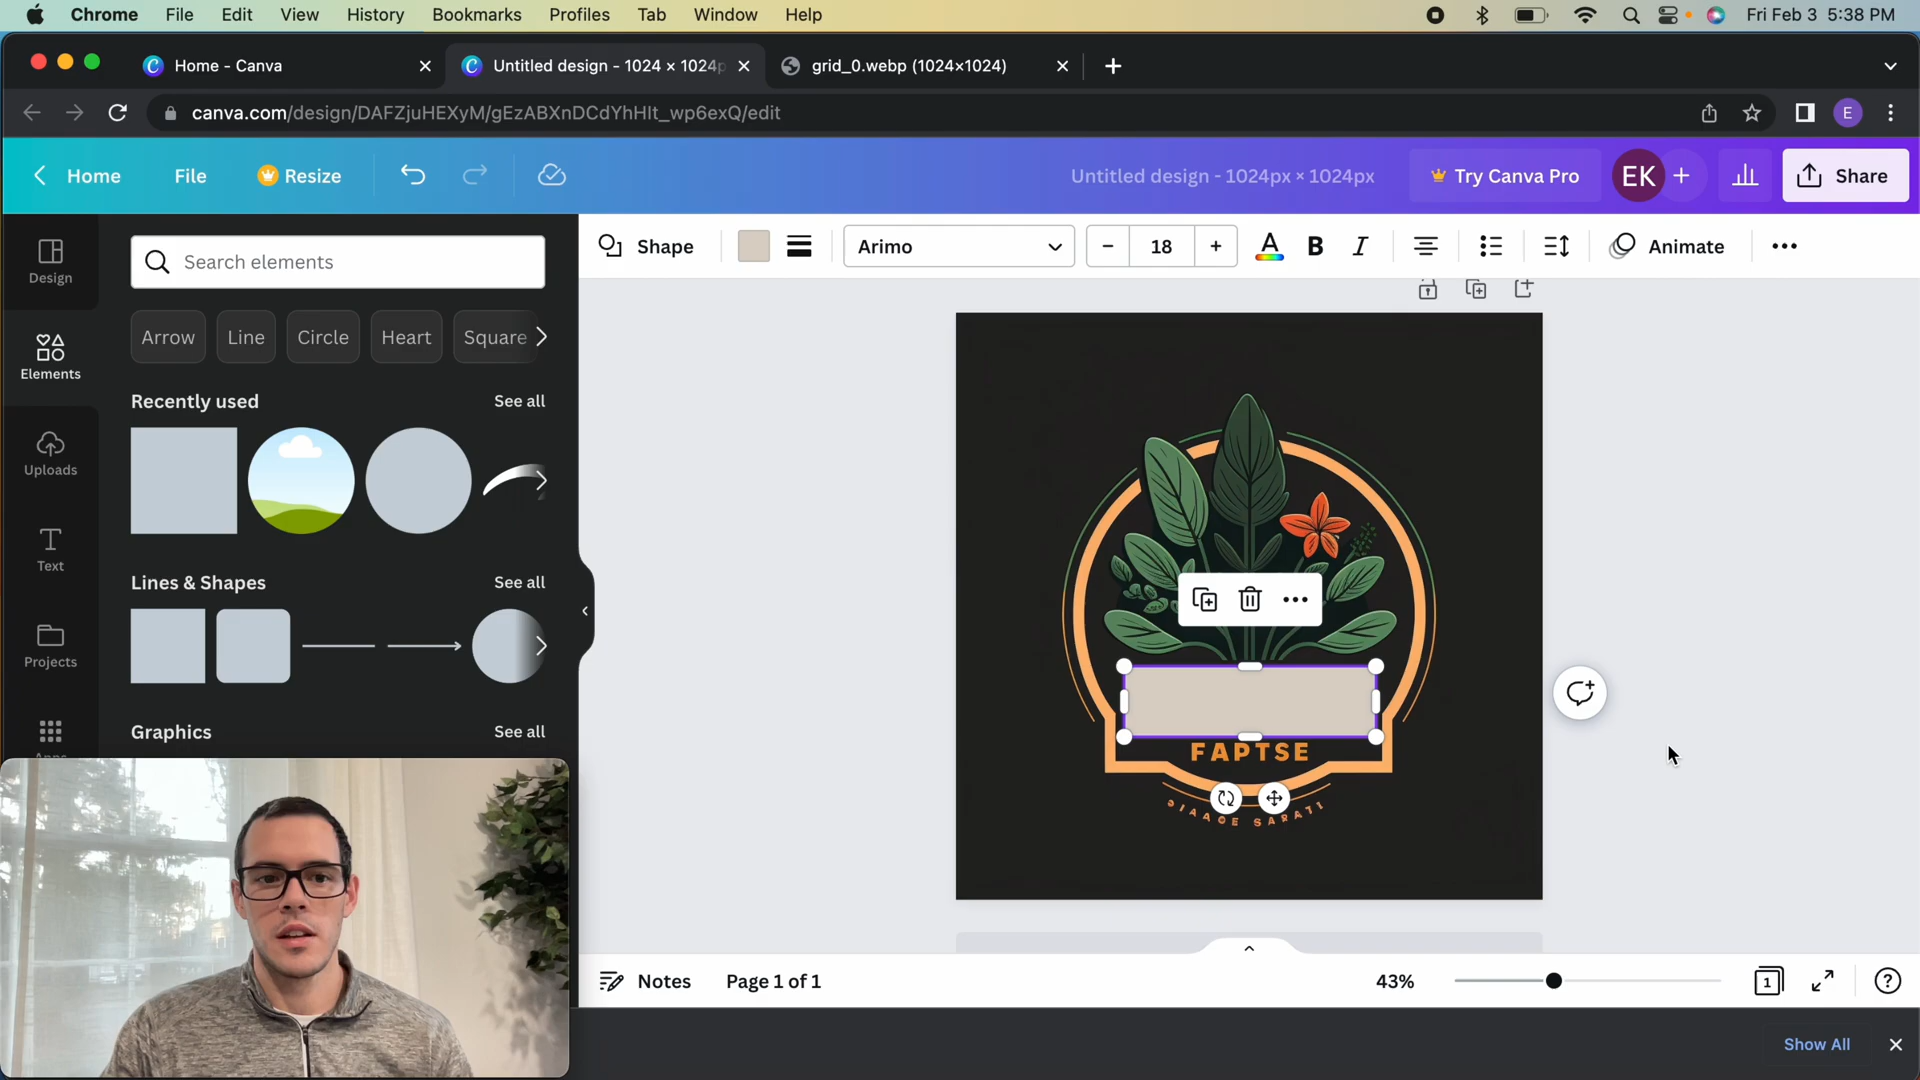 Chrome File Edit View History Bookmarks Profiles Tab Window Help Fri Feb 3 5:38 PM
Home - Canva
Untitled design - 1024 × 1024p
grid_0.webp (1024×1024)
canva.com/design/DAFZjuHEXyM/gEzABXnDCdYhHlt_wp6exQ/edit
E
Home File Resize Untitled design - 1024px × 1024px Try Canva Pro EK Share
Design
Elements
Uploads
Text
Projects
Search elements
Arrow Line Circle Heart Square
Recently used See all
Lines & Shapes See all
Graphics See all
Shape Arimo 18 B I Animate
FAPTSE
Notes Page 1 of 1 43% 1
Show All